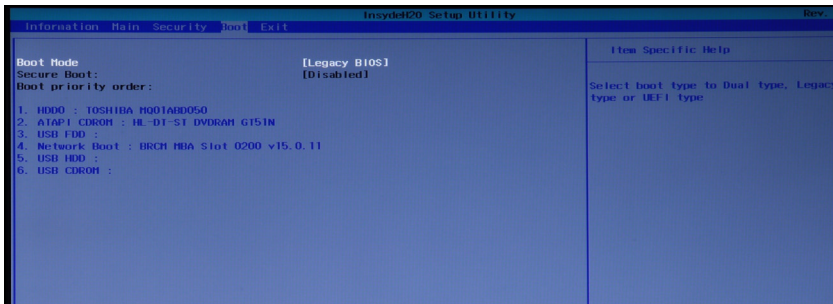 InsydeH20 Setup Utility Rev.
Information Main Security Boot Exit
Item Specific Help
Boot Mode [Legacy BIOS]
Secure Boot: [Disabled]
Boot priority order:
Select boot type to Dual type, Legacy
type or UEFI type
1. HDD0 : TOSHIBA MQ01ABD050
2. ATAPI CDROM : HL-DT-ST DVDRAM G151N
3. USB FDD :
4. Network Boot : BRCM MBA Slot 0200 v15.0.11
5. USB HDD :
6. USB CDROM :